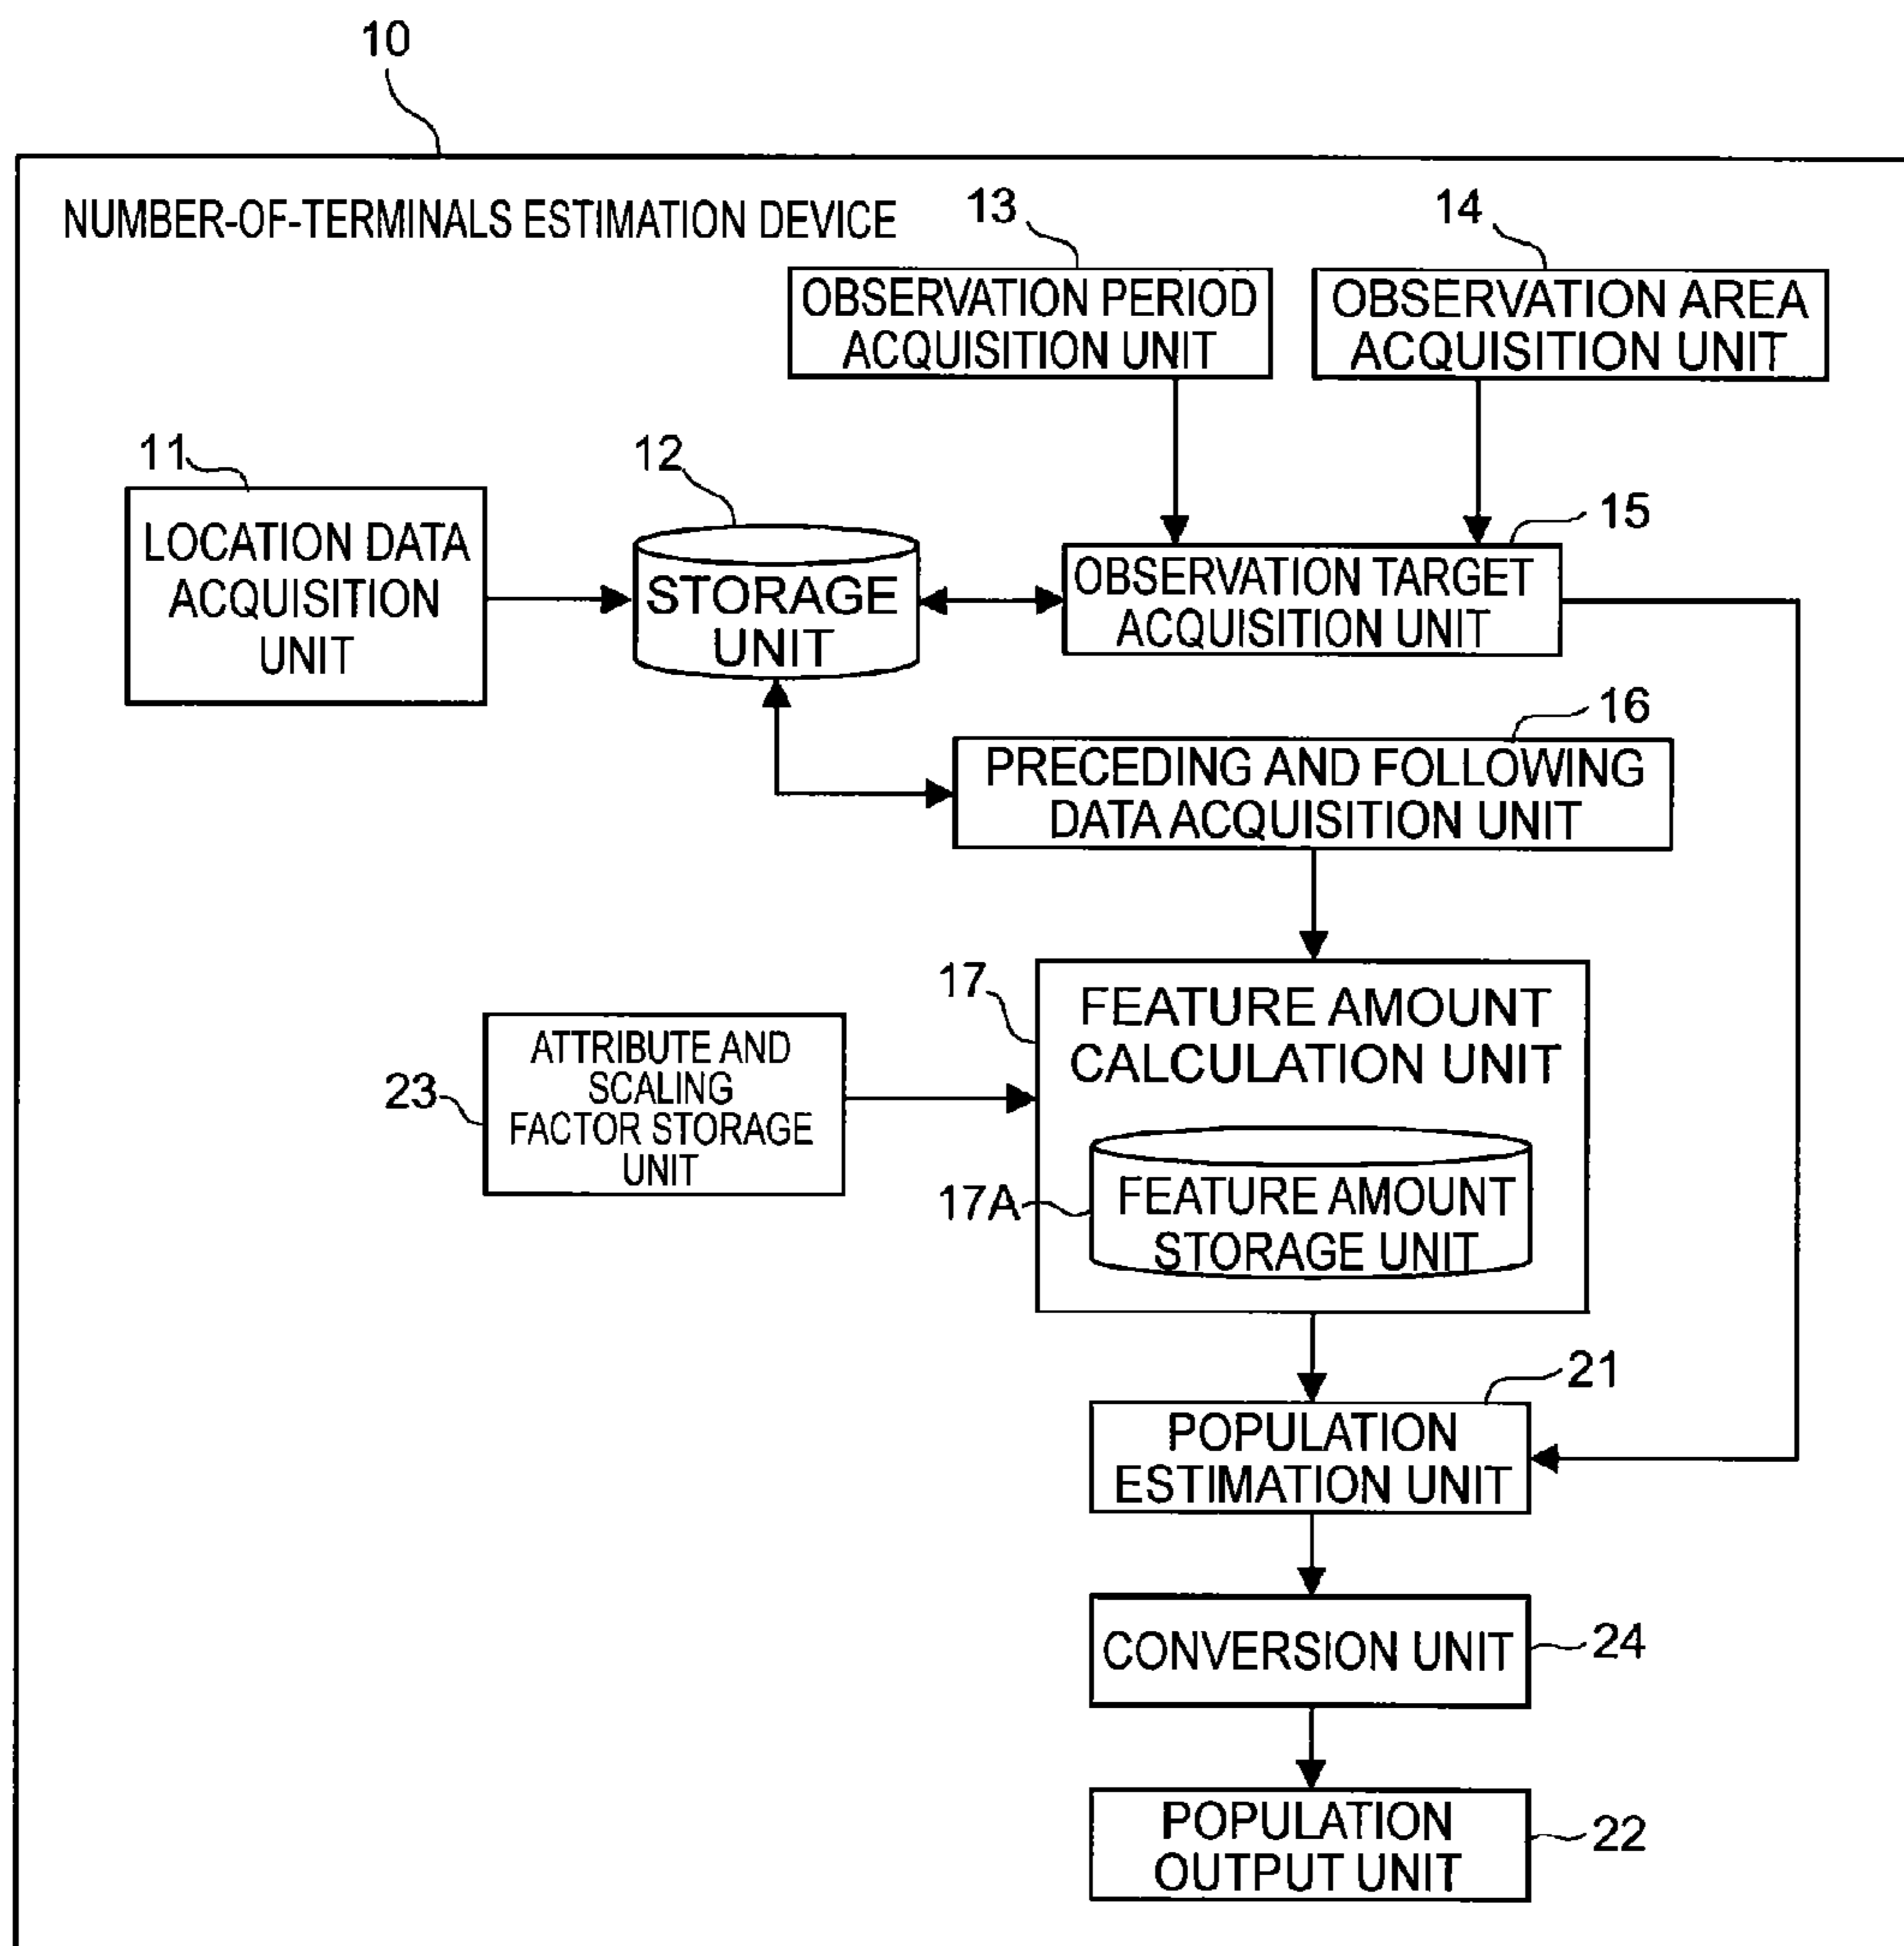 10
NUMBER-OF-TERMINALS ESTIMATION DEVICE
13
OBSERVATION PERIOD
ACQUISITION UNIT
14
OBSERVATION AREA
ACQUISITION UNIT
11
LOCATION DATA
ACQUISITION
UNIT
12
STORAGE
UNIT
15
OBSERVATION TARGET
ACQUISITION UNIT
16
PRECEDING AND FOLLOWING
DATA ACQUISITION UNIT
17
FEATURE AMOUNT
CALCULATION UNIT
23
ATTRIBUTE AND
SCALING
FACTOR STORAGE
UNIT
17A
FEATURE AMOUNT
STORAGE UNIT
21
POPULATION
ESTIMATION UNIT
CONVERSION UNIT
24
POPULATION
OUTPUT UNIT
22